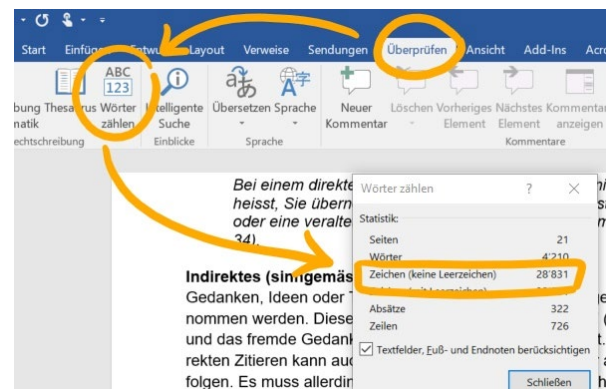 Start Einfüge Layout Verweise Sendungen Überprüfen Ansicht Add-Ins
ABC
123
Thesaurus Wörter zählen
Intelligente Suche
Übersetzen Sprache
Neuer Kommentar
Löschen Vorheriges Element Nächstes Element
Kommentar anzeigen
echtschreibung Einblicke Sprache Kommentare
Bei einem direkte
heisst, Sie übern
oder eine veralte
34).
Indirektes (sinngemäs
Gedanken, Ideen oder
nommen werden. Diese
und das fremde Gedank
rekten Zitieren kann auc
folgen. Es muss allerdin
Wörter zählen ? ×
Statistik:
Seiten 21
Wörter 4'210
Zeichen (keine Leerzeichen) 28'831
Absätze 322
Zeilen 726
Textfelder, Fuß- und Endnoten berücksichtigen
Schließen